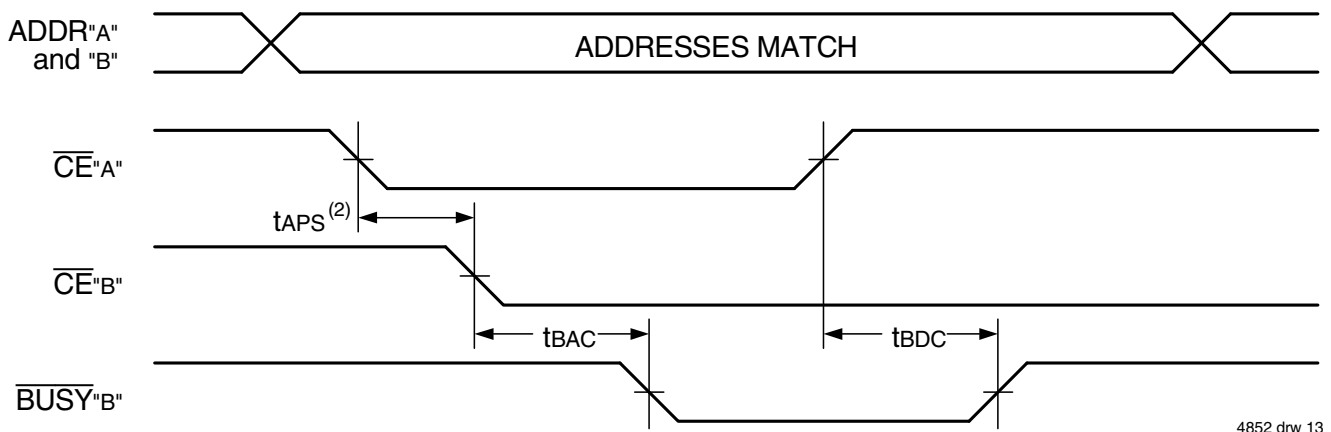 ADDR"A"
and "B"
ADDRESSES MATCH
CE"A"
tAPS (2)
CE"B"
tBAC
tBDC
BUSY"B"
4852 drw 13